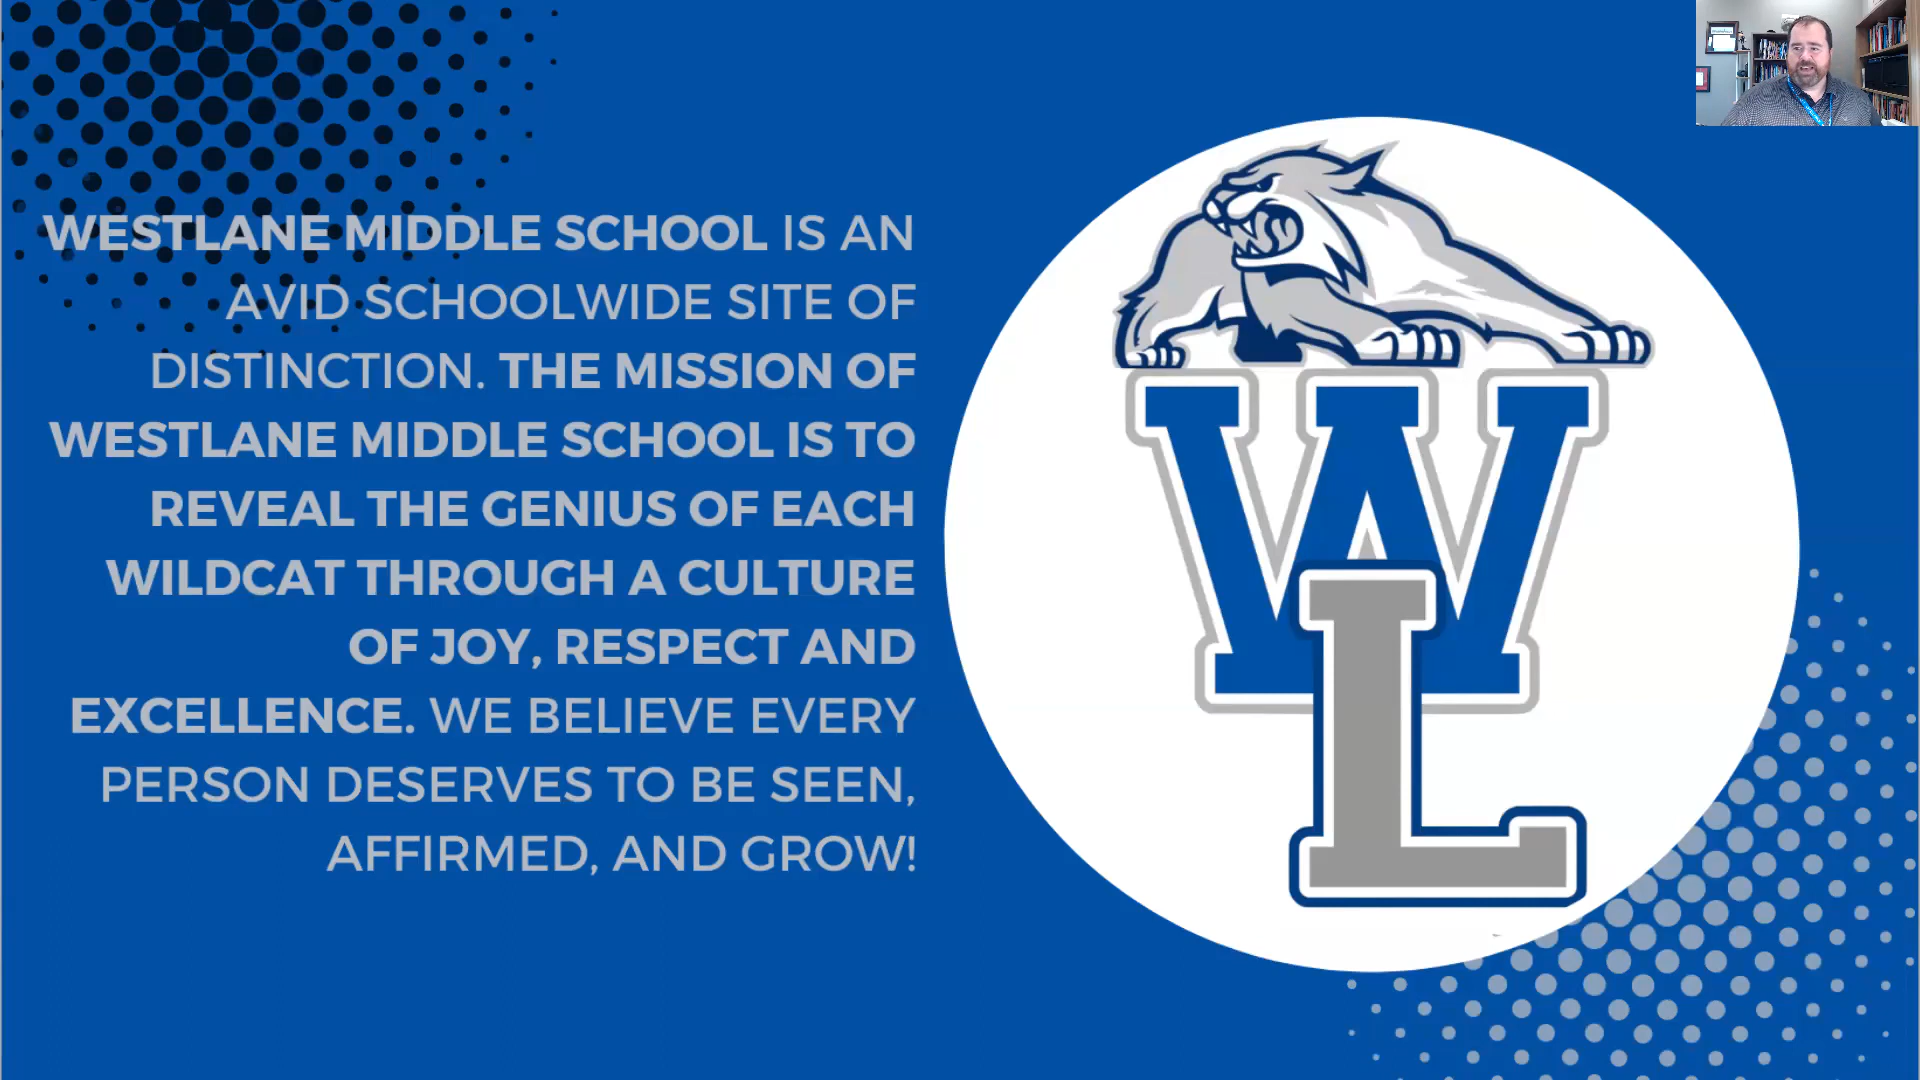 WESTLANE MIDDLE SCHOOL IS AN
AVID SCHOOLWIDE SITE OF
DISTINCTION. THE MISSION OF
WESTLANE MIDDLE SCHOOL IS TO
REVEAL THE GENIUS OF EACH
WILDCAT THROUGH A CULTURE
OF JOY, RESPECT AND
EXCELLENCE. WE BELIEVE EVERY
PERSON DESERVES TO BE SEEN,
AFFIRMED, AND GROW!
W
L